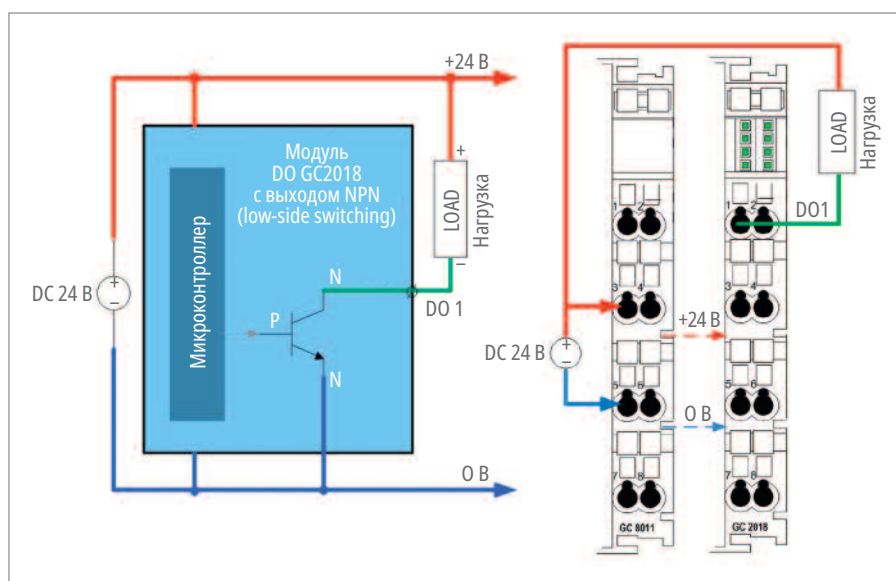 +24 В
Модуль
DO GC2018
с выходом NPN
(low-side switching)
Микроконтроллер
+
LOAD
Нагрузка
–
N
P
N
DO 1
DC 24 В
+
–
0 В
LOAD
Нагрузка
1 2
1 2
DO1
3 4
3 4
+24 В
DC 24 В
+
–
5 6
5 6
0 В
7 8
7 8
GC 8011
GC 2018